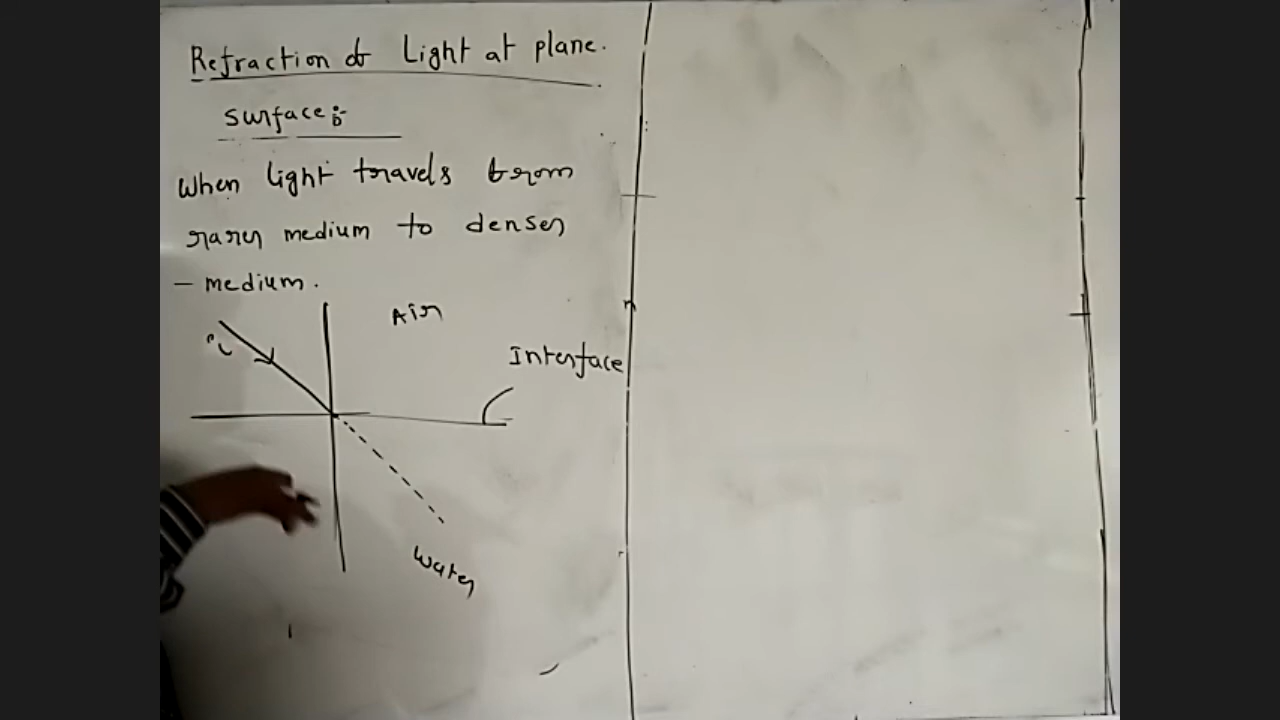 Refraction of Light at plane.
surface:-
When light travels from
rarer medium to denser
- medium.
Air
i
Interface
Water